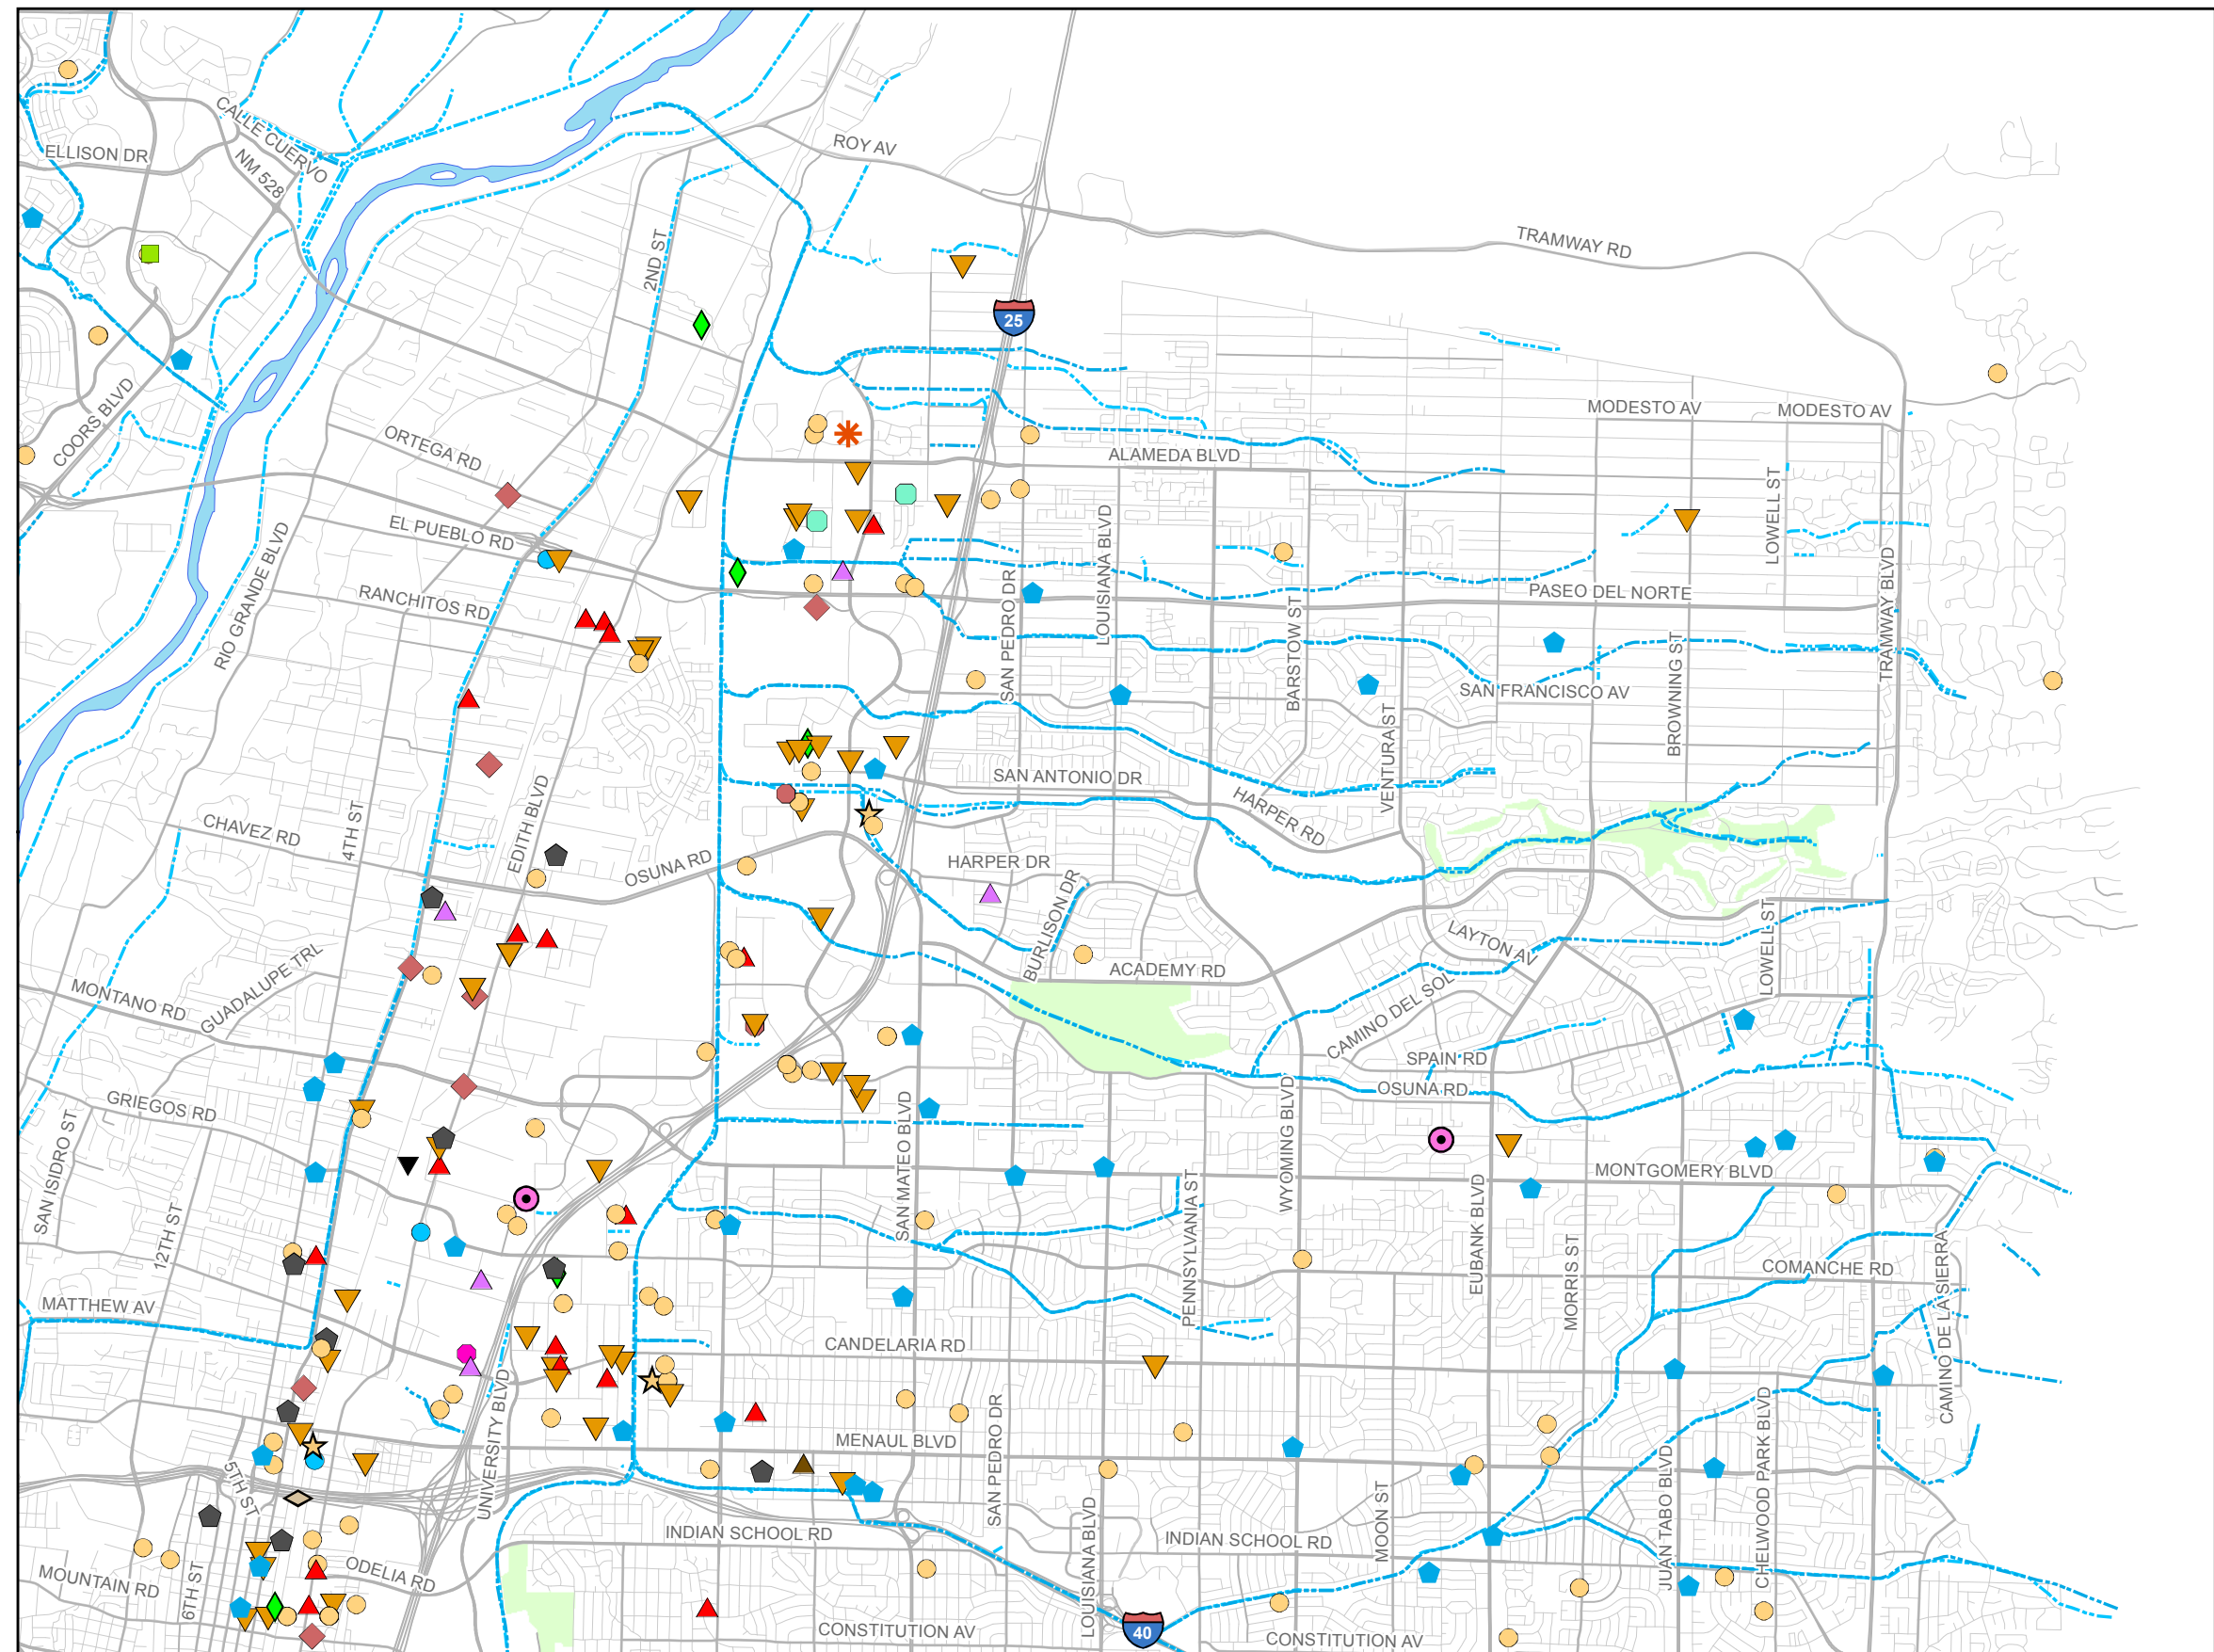 CALLE CUERVO
ELLISON DR
NM 528
ROY AV
TRAMWAY RD
2ND ST
25
COORS BLVD
MODESTO AV
MODESTO AV
ORTEGA RD
ALAMEDA BLVD
LOWELL ST
EL PUEBLO RD
LOUISIANA BLVD
RIO GRANDE BLVD
RANCHITOS RD
SAN PEDRO DR
BARSTOW ST
PASEO DEL NORTE
TRAMWAY BLVD
BROWNING ST
SAN FRANCISCO AV
VENTURA ST
SAN ANTONIO DR
HARPER RD
4TH ST
CHAVEZ RD
EDITH BLVD
OSUNA RD
HARPER DR
BURLISON DR
LAYTON AV
LOWELL ST
GUADALUPE TRL
ACADEMY RD
MONTANO RD
CAMINO DEL SOL
SPAIN RD
OSUNA RD
GRIEGOS RD
SAN ISIDRO ST
SAN MATEO BLVD
WYOMING BLVD
MONTGOMERY BLVD
12TH ST
PENNSYLVANIA ST
EUBANK BLVD
MORRIS ST
COMANCHE RD
CAMINO DE LA SIERRA
MATTHEW AV
CANDELARIA RD
UNIVERSITY BLVD
SAN PEDRO DR
MENAUL BLVD
CHELWOOD PARK BLVD
JUAN TABO BLVD
5TH ST
MOON ST
LOUISIANA BLVD
INDIAN SCHOOL RD
INDIAN SCHOOL RD
MOUNTAIN RD
6TH ST
ODELIA RD
40
CONSTITUTION AV
CONSTITUTION AV